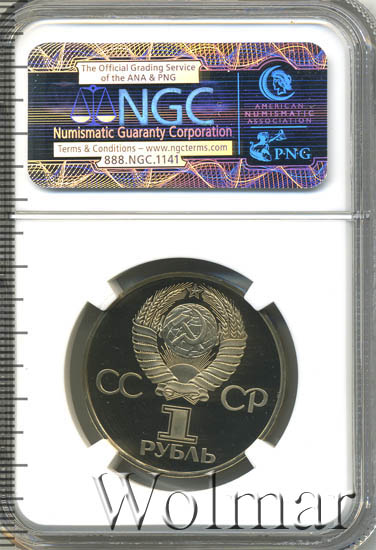 The Official Grading Service
of the ANA & PNG
NGC
Numismatic Guaranty Corporation
Terms & Conditions – www.ngcterms.com
888.NGC.1141
AMERICAN
NUMISMATIC
ASSOCIATION
PNG
СС СР
1
РУБЛЬ
Wolmar